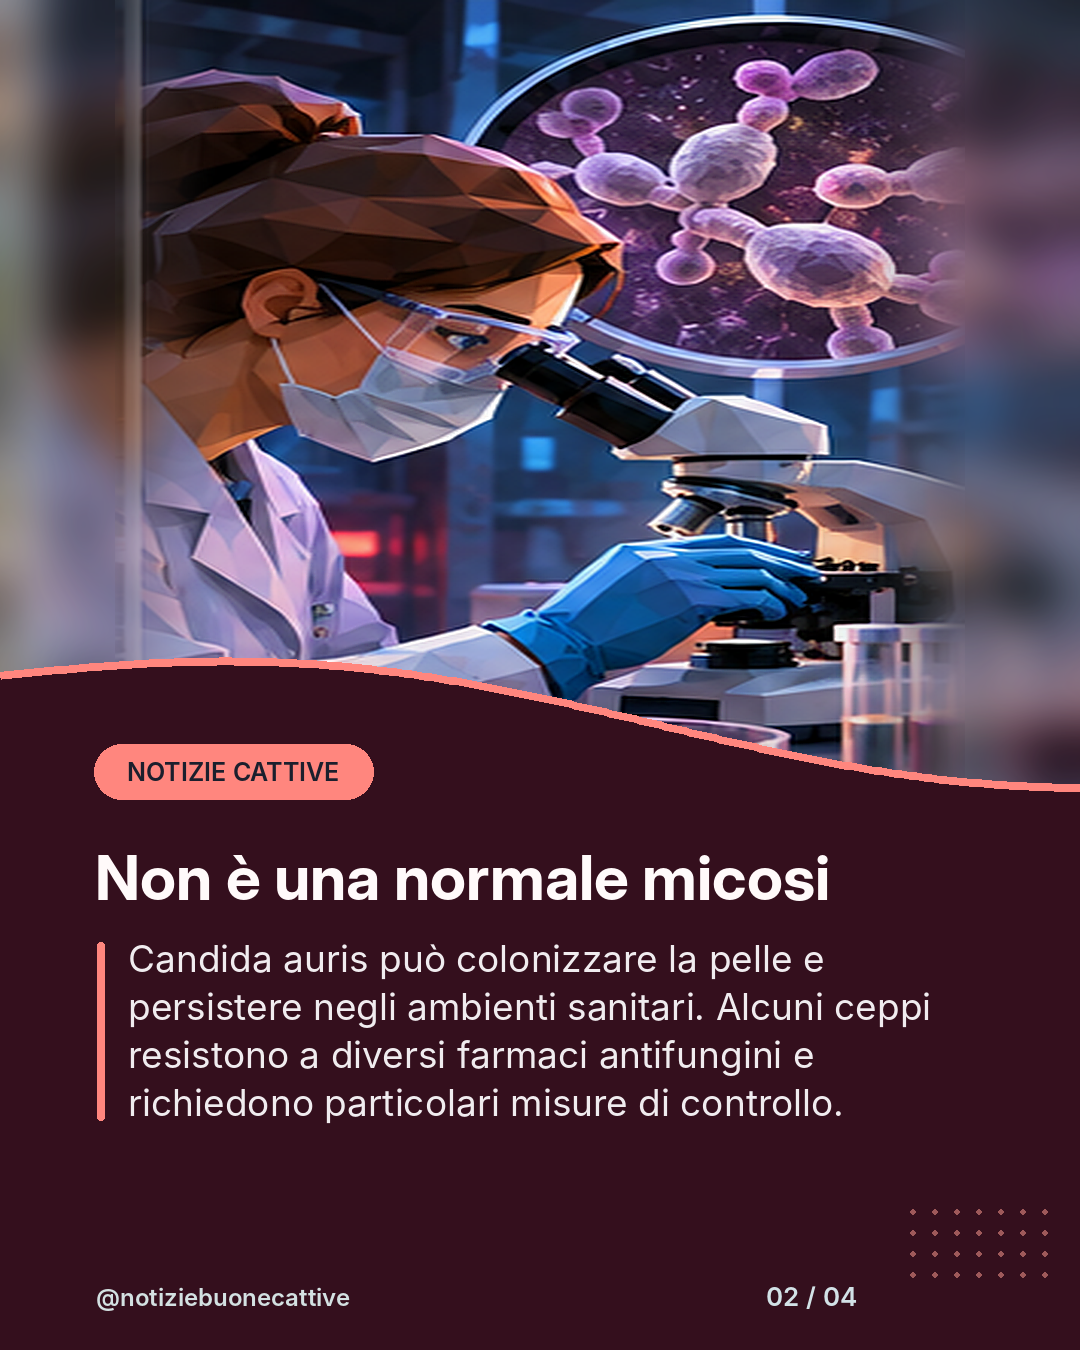 NOTIZIE CATTIVE
Non è una normale micosi
Candida auris può colonizzare la pelle e
persistere negli ambienti sanitari. Alcuni ceppi
resistono a diversi farmaci antifungini e
richiedono particolari misure di controllo.
@notiziebuonecattive
02 / 04